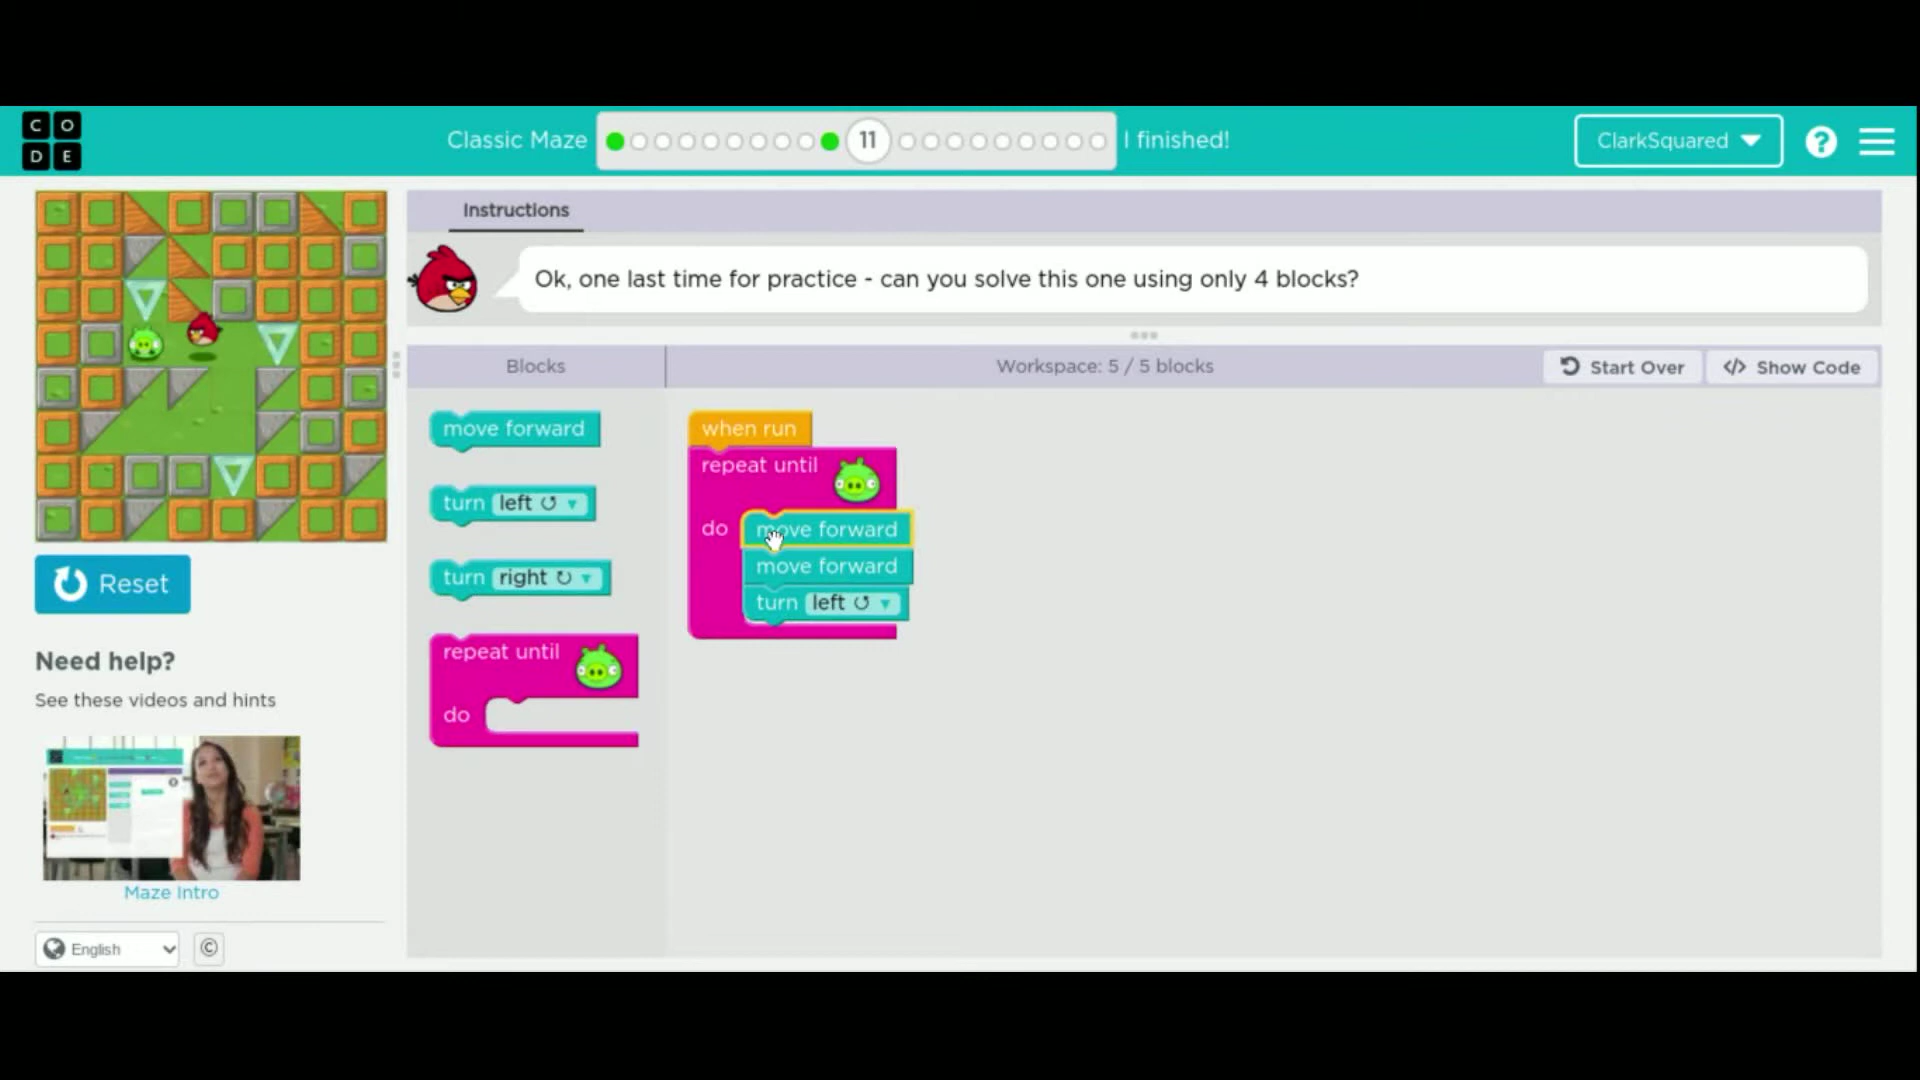 C O
D E
Classic Maze
11
I finished!
ClarkSquared
?
Instructions
Ok, one last time for practice - can you solve this one using only 4 blocks?
Blocks
Workspace: 5 / 5 blocks
Start Over
</> Show Code
move forward
turn left
turn right
repeat until
do
when run
repeat until
do
move forward
move forward
turn left
Reset
Need help?
See these videos and hints
Maze Intro
English
©